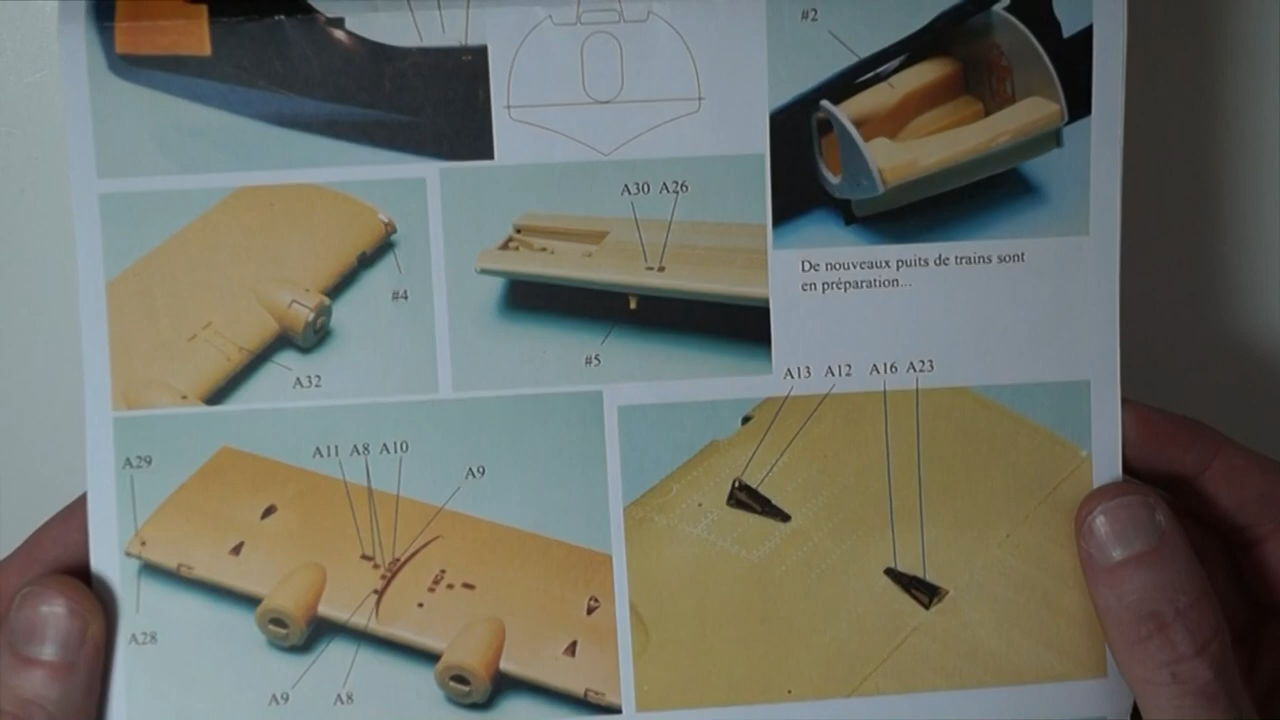 #2
A30 A26
De nouveaux puits de trains sont
en préparation...
#4
#5
A32
A13 A12 A16 A23
A11 A8 A10
A29
A9
A28
A9 A8